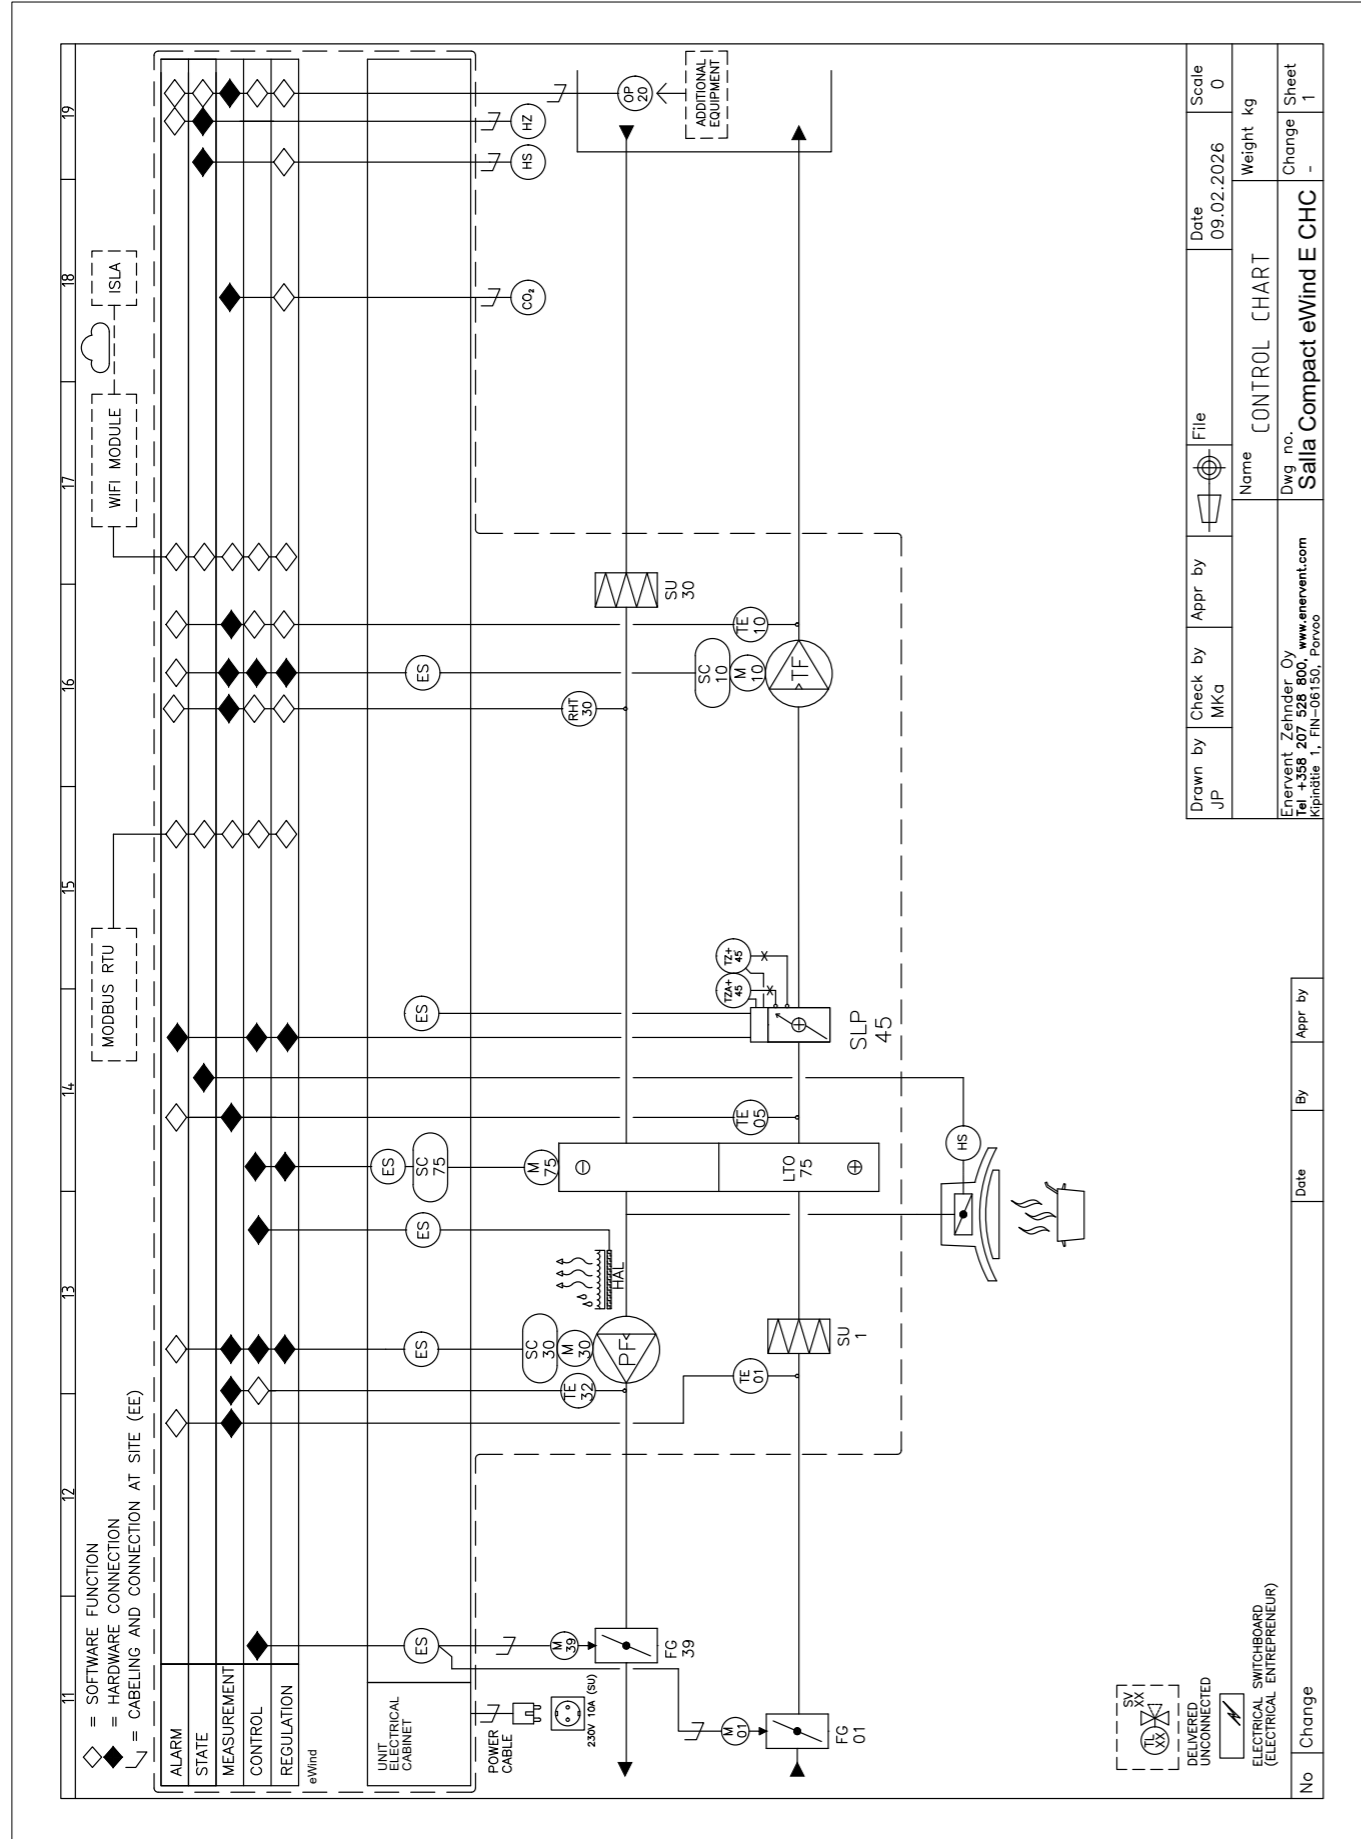 11 12 13 14 15 16 17 18 19
= SOFTWARE FUNCTION
= HARDWARE CONNECTION
= CABELING AND CONNECTION AT SITE (EE)
MODBUS RTU
WIFI MODULE
ISLA
ALARM
STATE
MEASUREMENT
CONTROL
REGULATION
eWind
UNIT
ELECTRICAL
CABINET
POWER
CABLE
230V 10A (SU)
ES
M
39
FG
39
M
01
FG
01
TE
32
TE
01
ES
SC
30
M
30
PF
SU
1
ES
HAL
ES
SC
75
M
75
LTO
75
TE
05
HS
ES
TZA+
45
TZ+
45
SLP
45
RHT
30
ES
SC
10
M
10
TF
TE
10
SU
30
CO₂
HS
HZ
OP
20
ADDITIONAL
EQUIPMENT
SV
XX
TL
XX
DELIVERED
UNCONNECTED
ELECTRICAL SWITCHBOARD
(ELECTRICAL ENTREPRENEUR)
No Change Date By Appr by
Drawn by
JP
Check by
MKa
Appr by
File
Date
09.02.2026
Scale
0
Name
CONTROL CHART
Weight kg
Enervent Zehnder Oy
Tel +358 207 528 800, www.enervent.com
Kipinätie 1, FIN-06150, Porvoo
Dwg no.
Salla Compact eWind E CHC
Change
-
Sheet
1